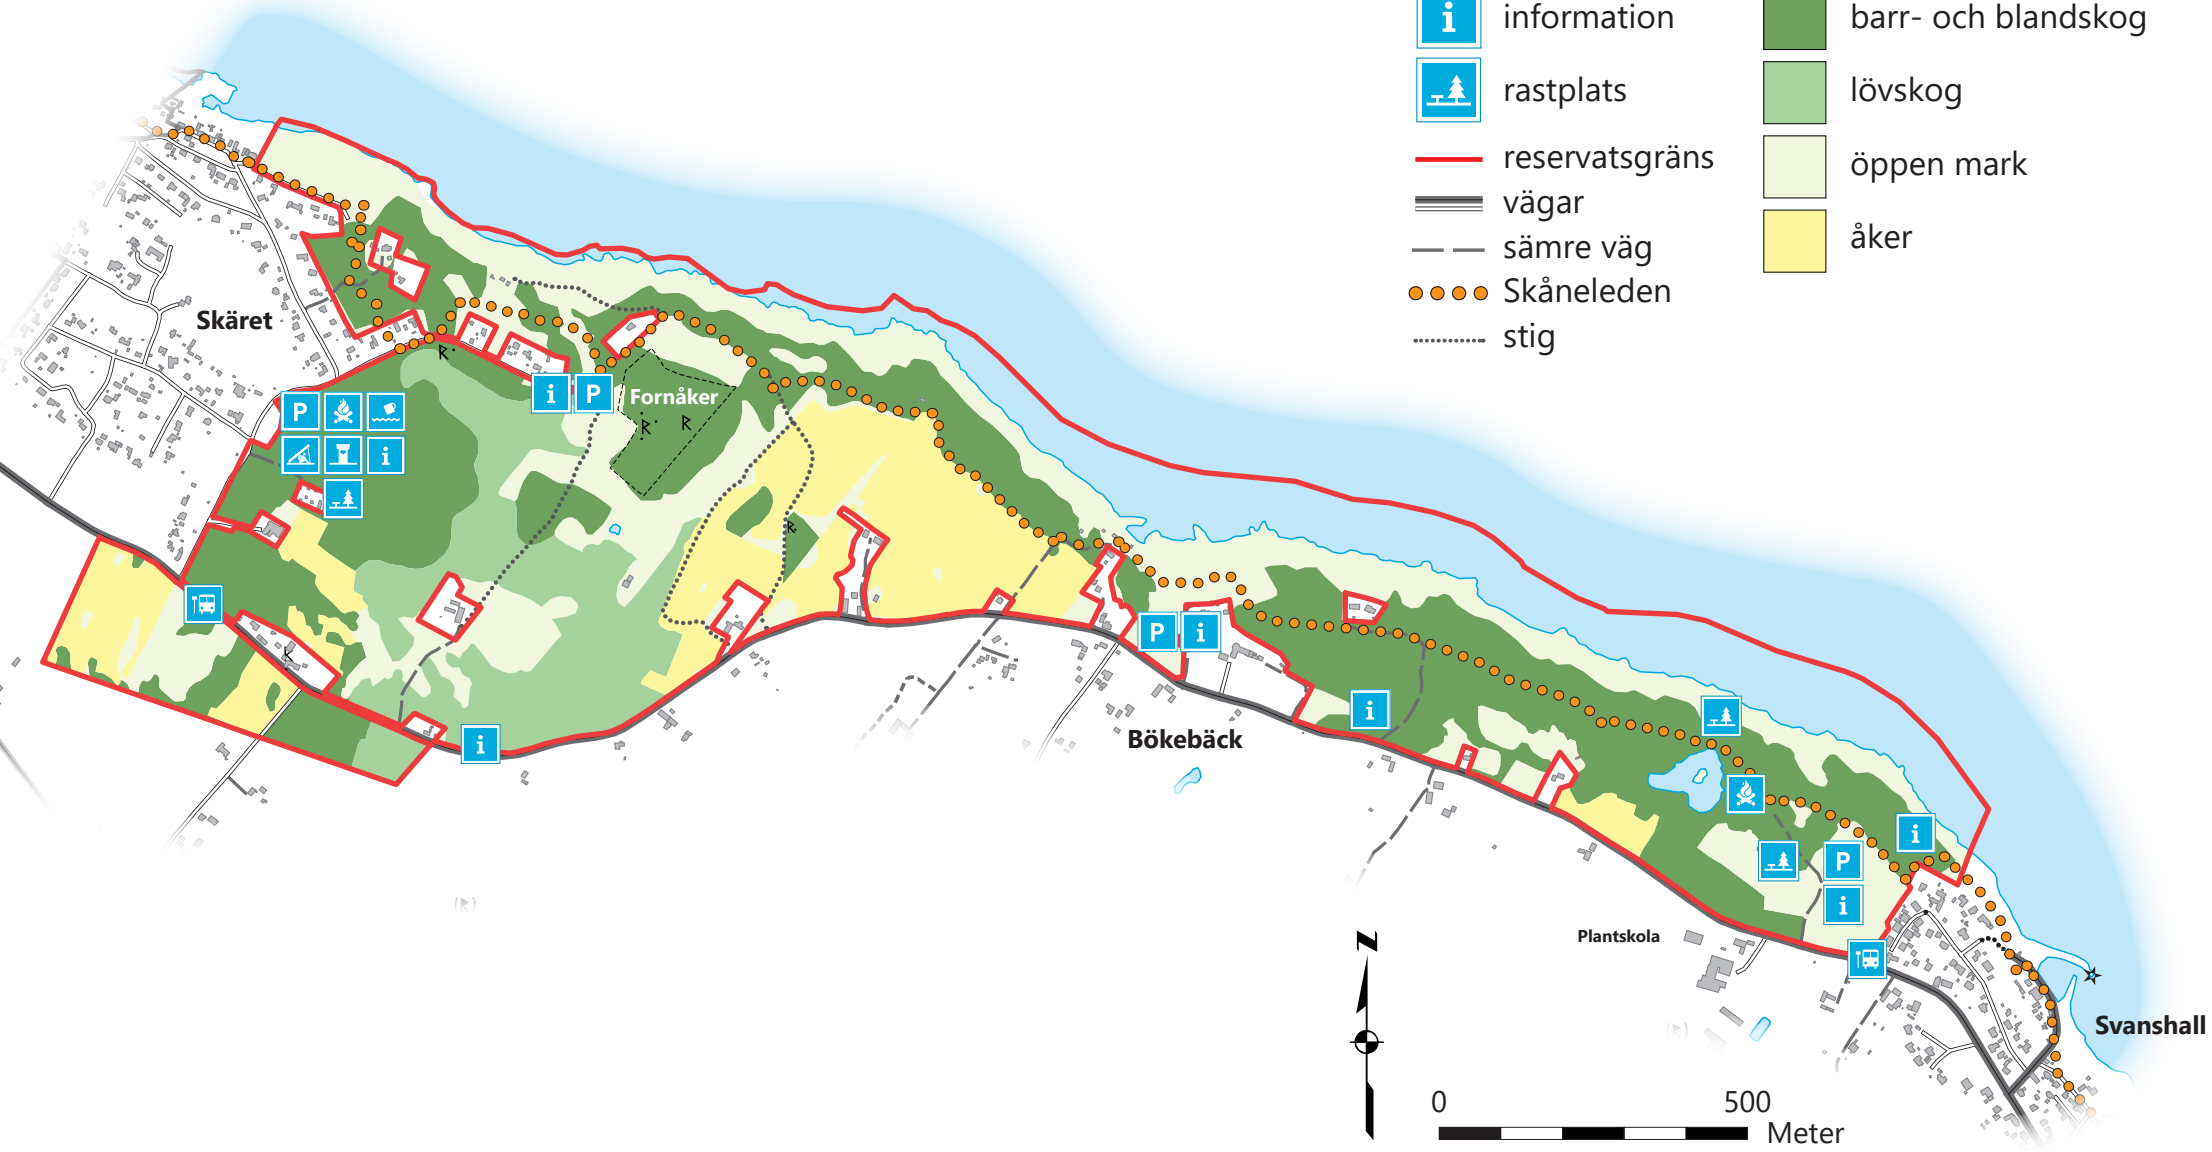 i information
rastplats
reservatsgräns
vägar
sämre väg
Skåneleden
stig
barr- och blandskog
lövskog
öppen mark
åker
Skäret
i P
Fornåker
R
R R
P
i
R
R
P i
i
i
Bökebäck
i
P
i
(R)
Plantskola
N
(R)
Svanshall
0 500
Meter